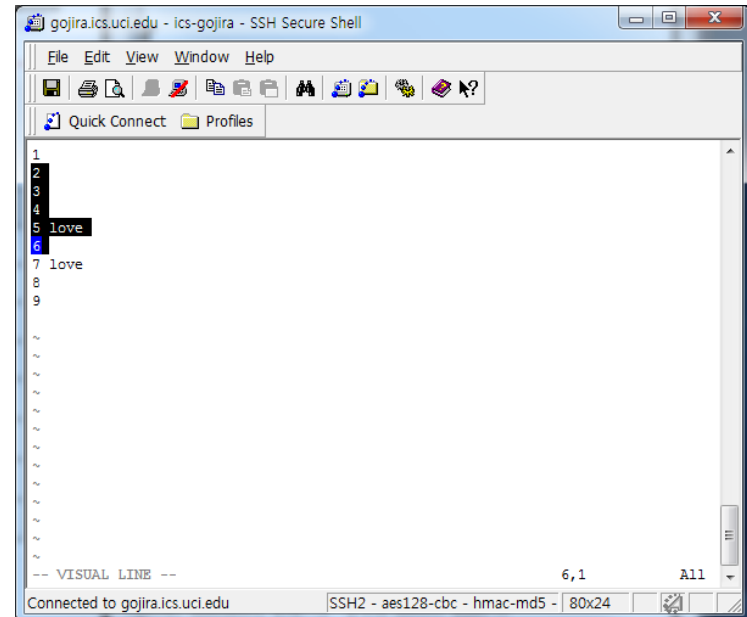 gojira.ics.uci.edu - ics-gojira - SSH Secure Shell
File Edit View Window Help
Quick Connect Profiles
1
2
3
4
5 love
6
7 love
8
9
~
~
~
~
~
~
~
~
~
~
~
~
~
-- VISUAL LINE -- 6,1 All
Connected to gojira.ics.uci.edu SSH2 - aes128-cbc - hmac-md5 - 80x24